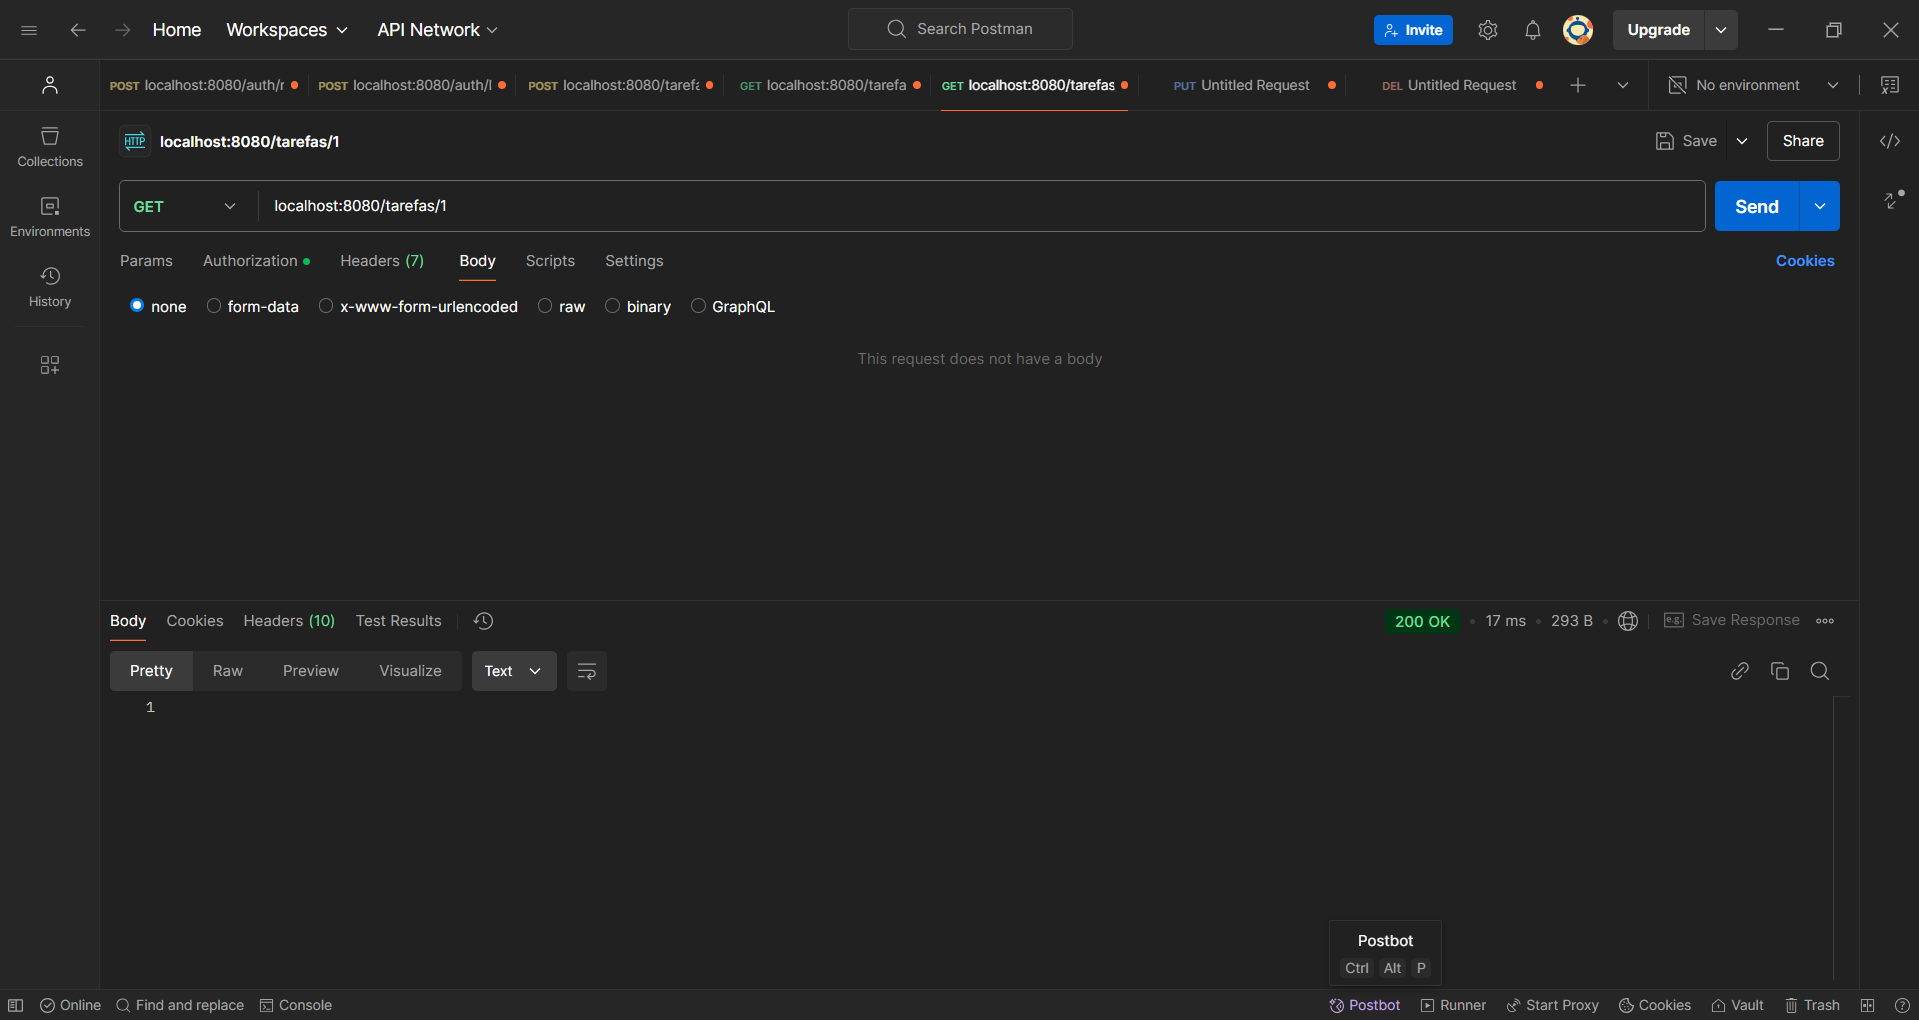 Home Workspaces API Network Search Postman Invite Upgrade
POST localhost:8080/auth/r POST localhost:8080/auth/l POST localhost:8080/tarefa GET localhost:8080/tarefa GET localhost:8080/tarefas PUT Untitled Request DEL Untitled Request No environment
HTTP localhost:8080/tarefas/1 Save Share
Collections
GET localhost:8080/tarefas/1 Send
Environments
Params Authorization Headers (7) Body Scripts Settings Cookies
History
none form-data x-www-form-urlencoded raw binary GraphQL
This request does not have a body
Body Cookies Headers (10) Test Results 200 OK 17 ms 293 B e.g. Save Response
Pretty Raw Preview Visualize Text
1
Postbot
Ctrl Alt P
Online Find and replace Console Postbot Runner Start Proxy Cookies Vault Trash